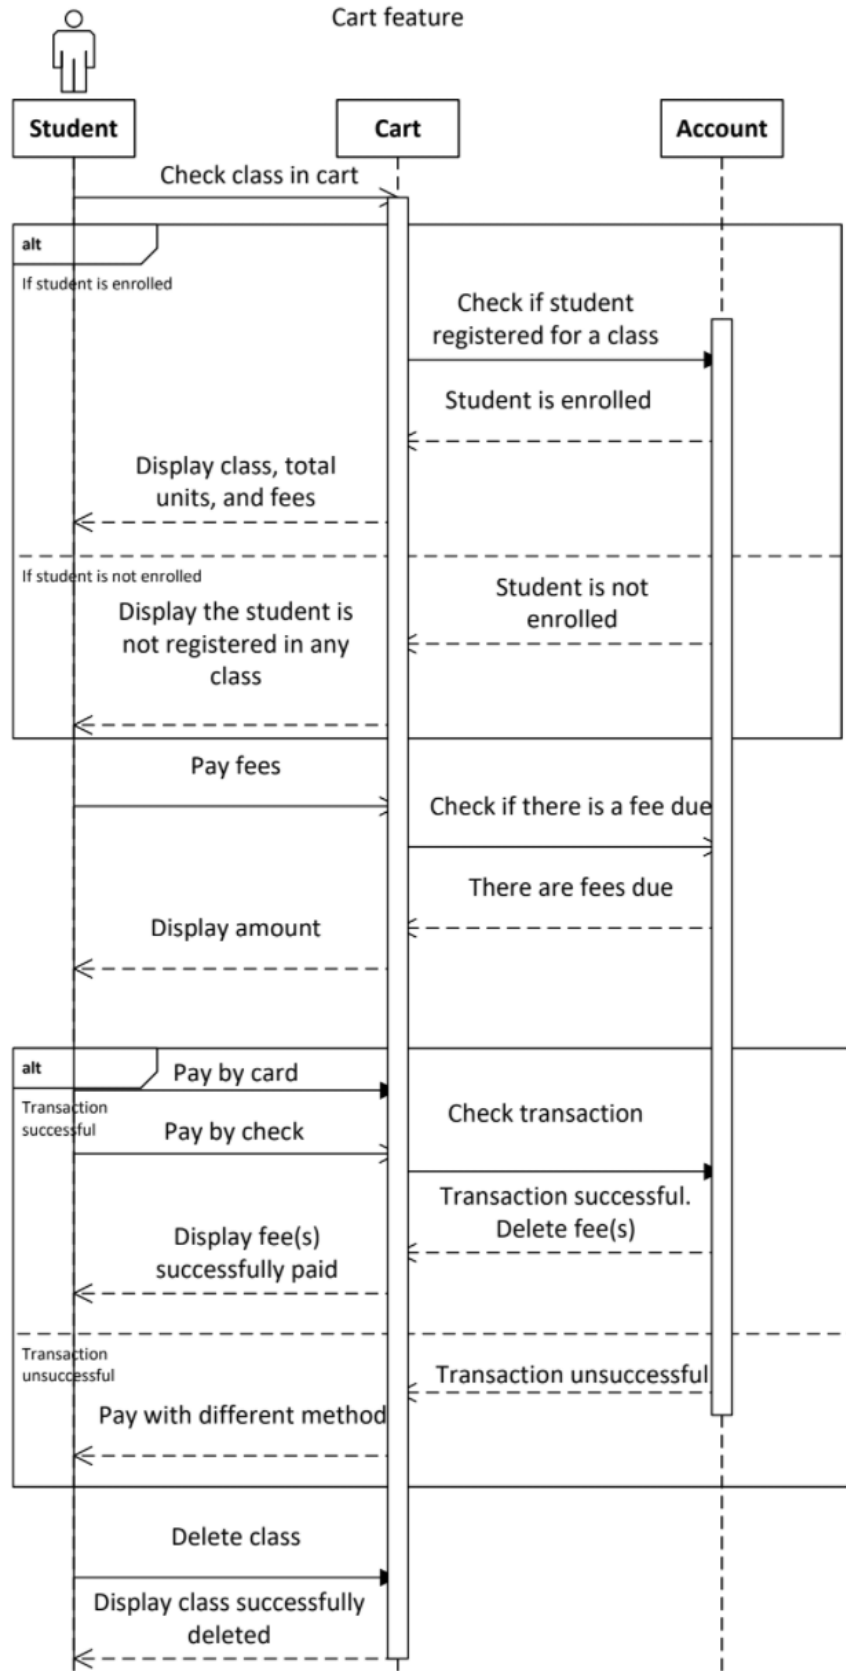 Cart feature
Student
Cart
Account
Check class in cart
alt
If student is enrolled
Check if student
registered for a class
Student is enrolled
Display class, total
units, and fees
If student is not enrolled
Student is not
enrolled
Display the student is
not registered in any
class
Pay fees
Check if there is a fee due
There are fees due
Display amount
alt
Pay by card
Transaction
successful
Check transaction
Pay by check
Transaction successful.
Delete fee(s)
Display fee(s)
successfully paid
Transaction
unsuccessful
Transaction unsuccessful
Pay with different method
Delete class
Display class successfully
deleted